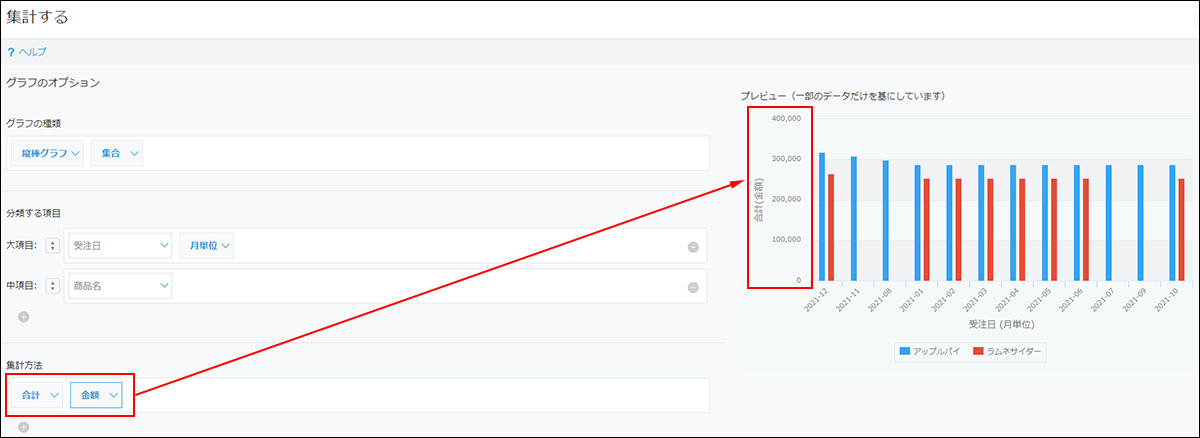 集計する
? ヘルプ
グラフのオプション
グラフの種類
縦棒グラフ 集合
分類する項目
大項目: 受注日 月単位
中項目: 商品名
集計方法
合計 金額
プレビュー（一部のデータだけを基にしています）
合計(金額)
400,000
300,000
200,000
100,000
0
2021-12 2021-11 2021-08 2021-01 2021-02 2021-03 2021-04 2021-05 2021-06 2021-07 2021-09 2021-10
受注日 (月単位)
アップルパイ ラムネサイダー